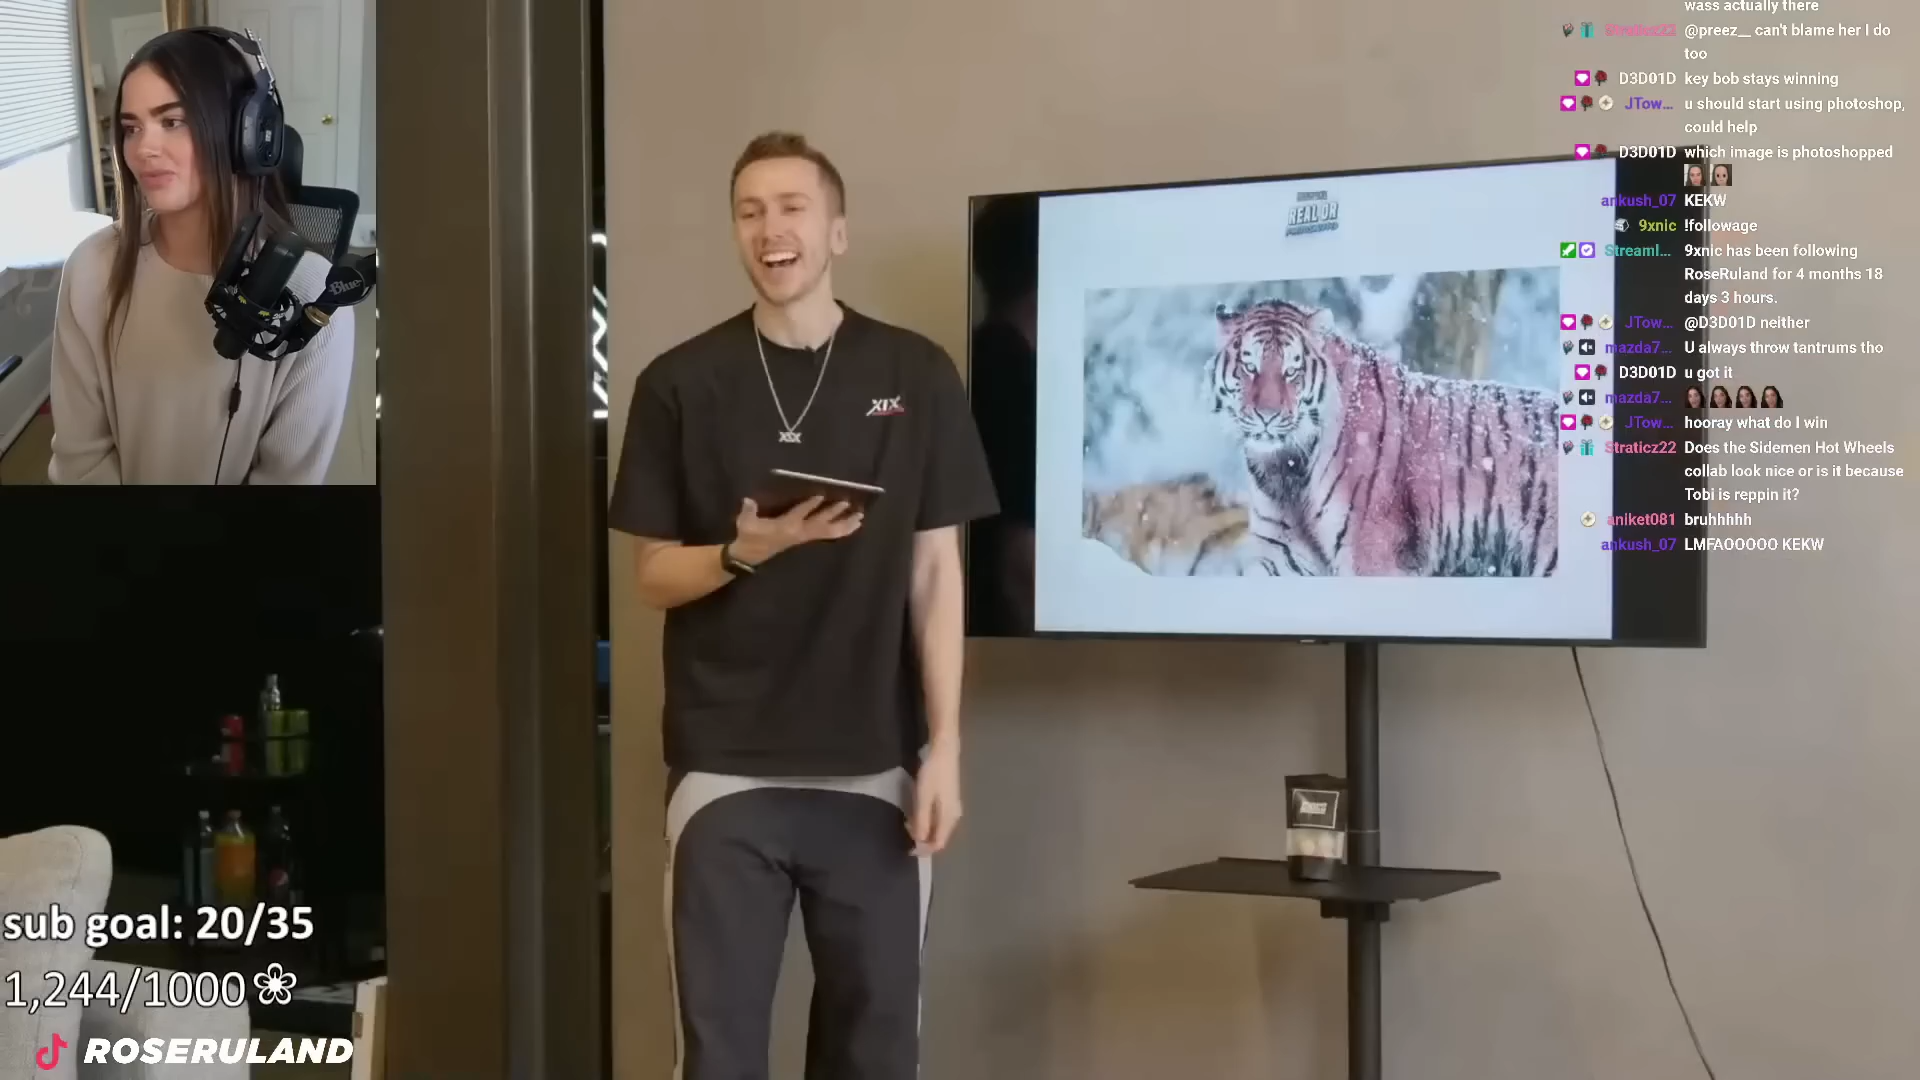 wass actually there
@preez__ can't blame her I do
too
D3D01D key bob stays winning
JTow... u should start using photoshop,
could help
D3D01D which image is photoshopped
ankush_07 KEKW
9xnic !followage
Streaml... 9xnic has been following
RoseRuland for 4 months 18
days 3 hours.
JTow... @D3D01D neither
mazda7... U always throw tantrums tho
D3D01D u got it
mazda7...
JTow... hooray what do I win
Straticz22 Does the Sidemen Hot Wheels
collab look nice or is it because
Tobi is reppin it?
aniket081 bruhhhhh
ankush_07 LMFAOOOOO KEKW
REAL OR
Blue
XIX
XIX
sub goal: 20/35
1,244/1000
ROSERULAND